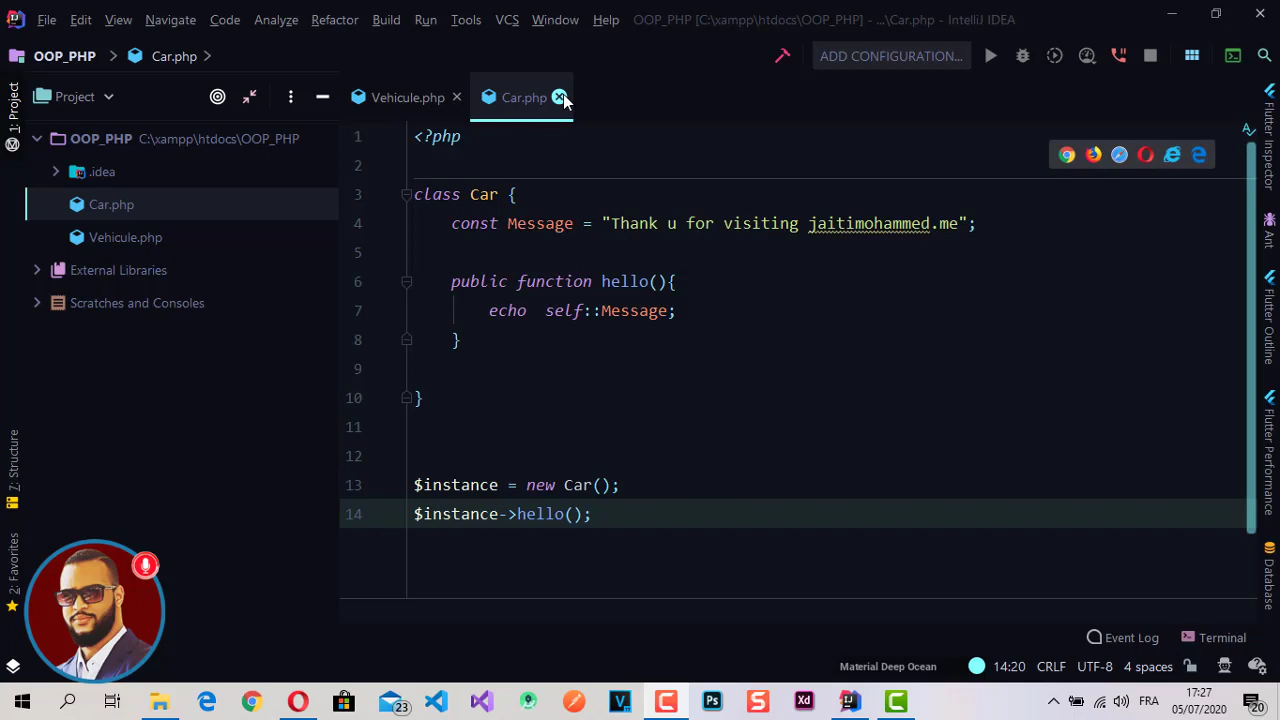 File Edit View Navigate Code Analyze Refactor Build Run Tools VCS Window Help OOP_PHP [C:\xampp\htdocs\OOP_PHP] - ...\Car.php - IntelliJ IDEA
OOP_PHP Car.php ADD CONFIGURATION...
1: Project
Project
Vehicule.php
Car.php
OOP_PHP C:\xampp\htdocs\OOP_PHP
.idea
Car.php
Vehicule.php
External Libraries
Scratches and Consoles
1 <?php
2
3 class Car {
4 const Message = "Thank u for visiting jaitimohammed.me";
5
6 public function hello(){
7 echo self::Message;
8 }
9
10 }
11
12
13 $instance = new Car();
14 $instance->hello();
Flutter Inspector
Ant
Flutter Outline
Flutter Performance
Database
7: Structure
2: Favorites
Event Log Terminal
Material Deep Ocean 14:20 CRLF UTF-8 4 spaces
23
Ps
S
Xd
FRA
17:27
05/07/2020
20